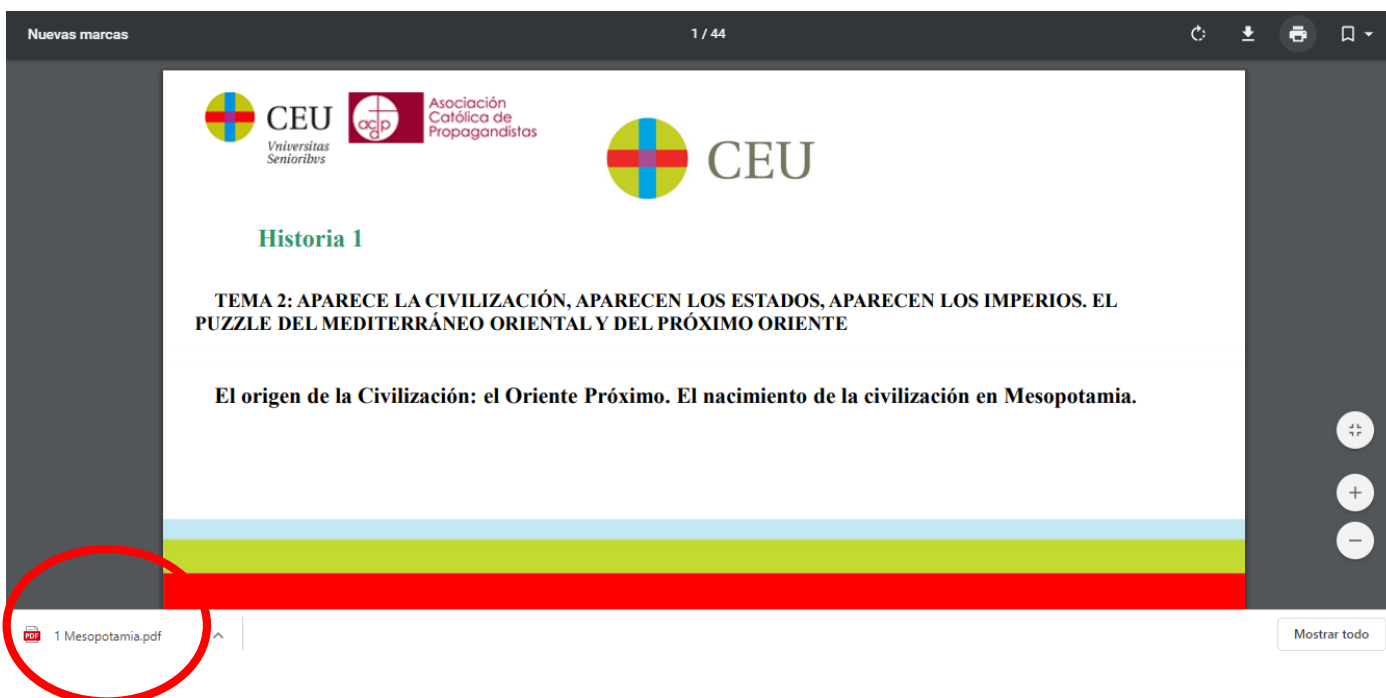 Nuevas marcas
1 / 44
CEU
Vniversitas
Senioribvs
acdp
Asociación
Católica de
Propagandistas
CEU
Historia 1
TEMA 2: APARECE LA CIVILIZACIÓN, APARECEN LOS ESTADOS, APARECEN LOS IMPERIOS. EL
PUZZLE DEL MEDITERRÁNEO ORIENTAL Y DEL PRÓXIMO ORIENTE
El origen de la Civilización: el Oriente Próximo. El nacimiento de la civilización en Mesopotamia.
PDF
1 Mesopotamia.pdf
Mostrar todo